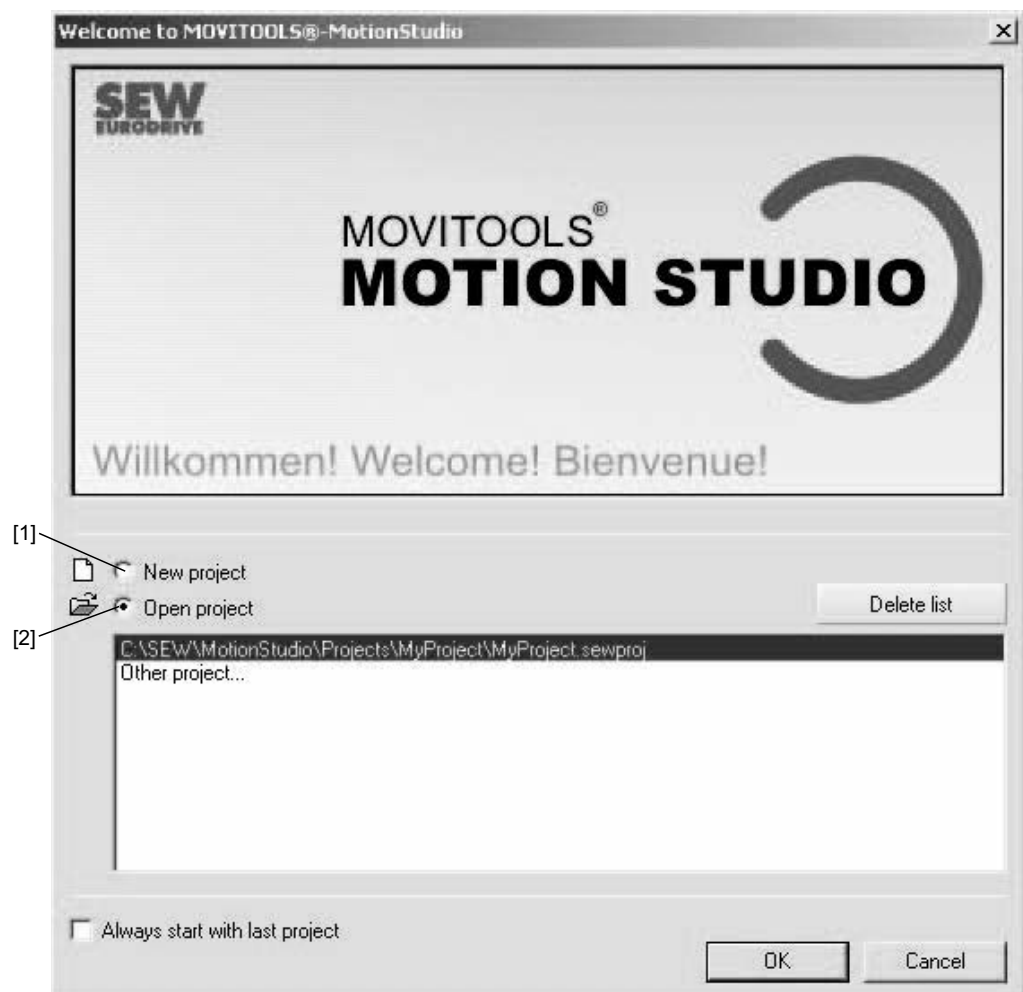 Welcome to MOVITOOLS®-MotionStudio
SEW
EURODRIVE
MOVITOOLS®
MOTION STUDIO
Willkommen! Welcome! Bienvenue!
[1]
New project
Open project
Delete list
[2]
C:\SEW\MotionStudio\Projects\MyProject\MyProject.sewproj
Other project...
Always start with last project
OK
Cancel